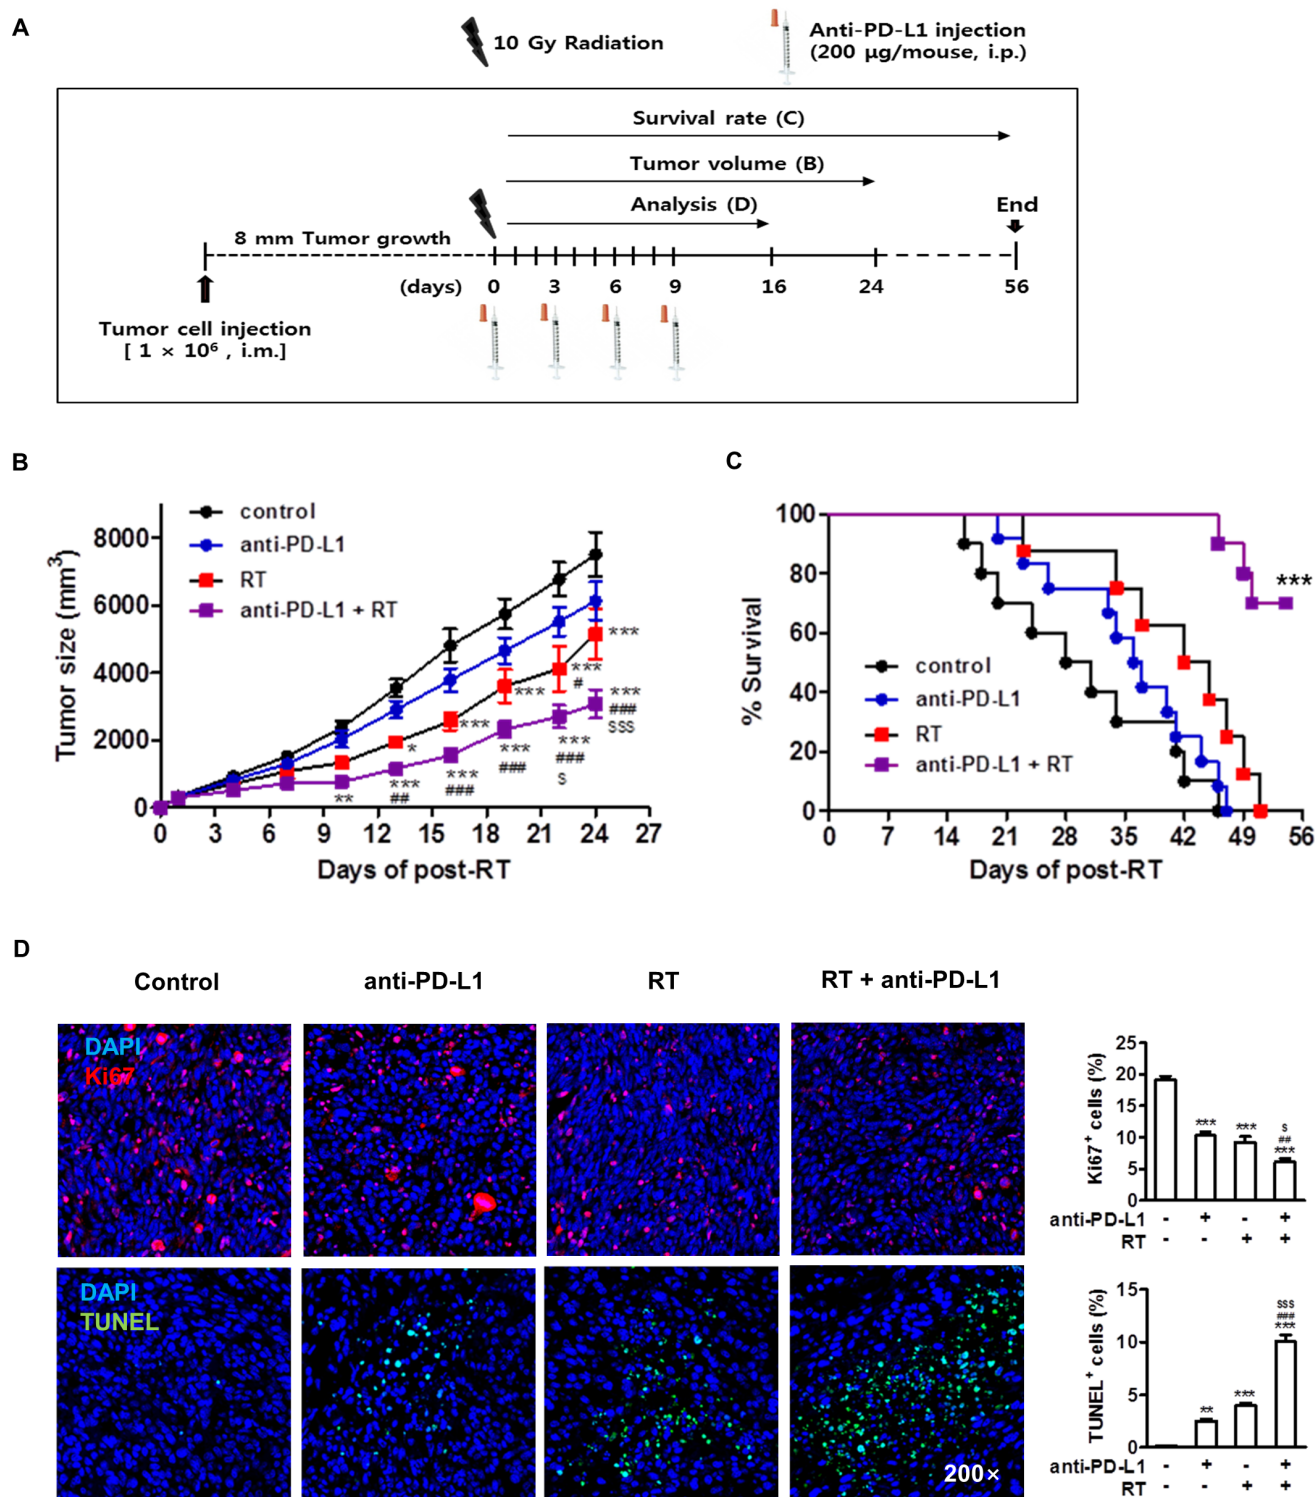 A
10 Gy Radiation
Anti-PD-L1 injection
(200 μg/mouse, i.p.)
Survival rate (C)
Tumor volume (B)
Analysis (D)
End
8 mm Tumor growth
(days) 0 3 6 9 16 24 56
Tumor cell injection
[ 1 × 10⁶ , i.m.]
B
Tumor size (mm³)
8000
6000
4000
2000
0
control
anti-PD-L1
RT
anti-PD-L1 + RT
**
*
***
##
***
***
###
***
***
###
***
#
***
###
$
***
***
###
$$$
0 3 6 9 12 15 18 21 24 27
Days of post-RT
C
% Survival
100
80
60
40
20
0
control
anti-PD-L1
RT
anti-PD-L1 + RT
***
0 7 14 21 28 35 42 49 56
Days of post-RT
D
Control anti-PD-L1 RT RT + anti-PD-L1
DAPI
Ki67
Ki67⁺ cells (%)
25
20
15
10
5
0
***
***
$
##
***
anti-PD-L1 - + - +
RT - - + +
DAPI
TUNEL
200×
TUNEL⁺ cells (%)
15
10
5
0
**
***
$$$
###
***
anti-PD-L1 - + - +
RT - - + +